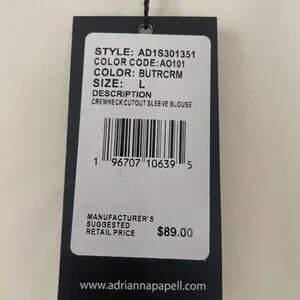 STYLE: AD1S301351
COLOR CODE: AO101
COLOR: BUTRCRM
SIZE: L
DESCRIPTION
CREWNECK CUTOUT SLEEVE BLOUSE
1 96707 10639 5
MANUFACTURER'S
SUGGESTED
RETAIL PRICE $89.00
www.adriannapapell.com